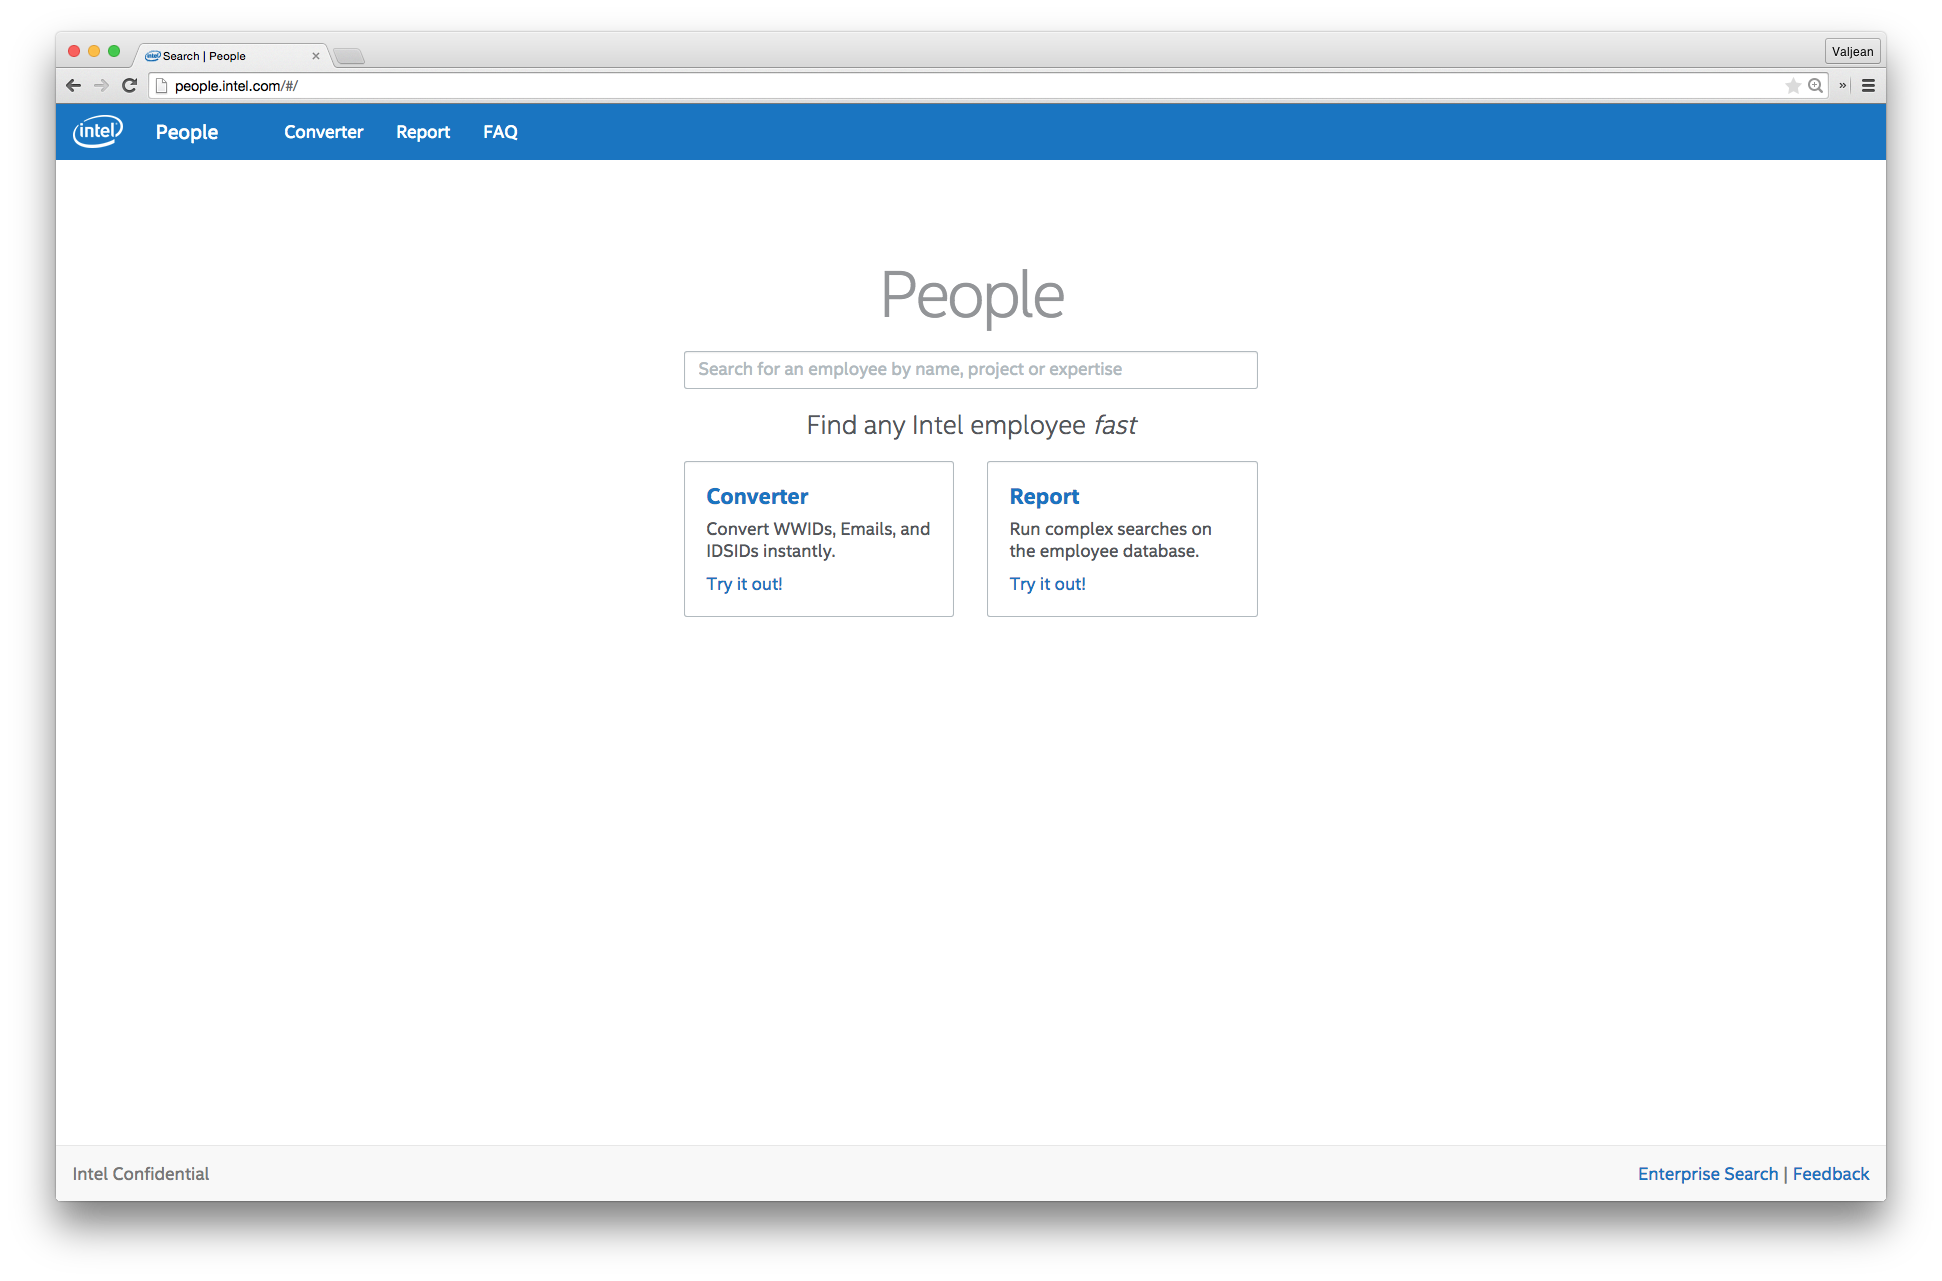 Search | People
Valjean
people.intel.com/#/
intel
People
Converter
Report
FAQ
People
Search for an employee by name, project or expertise
Find any Intel employee fast
Converter
Convert WWIDs, Emails, and
IDSIDs instantly.
Try it out!
Report
Run complex searches on
the employee database.
Try it out!
Intel Confidential
Enterprise Search | Feedback